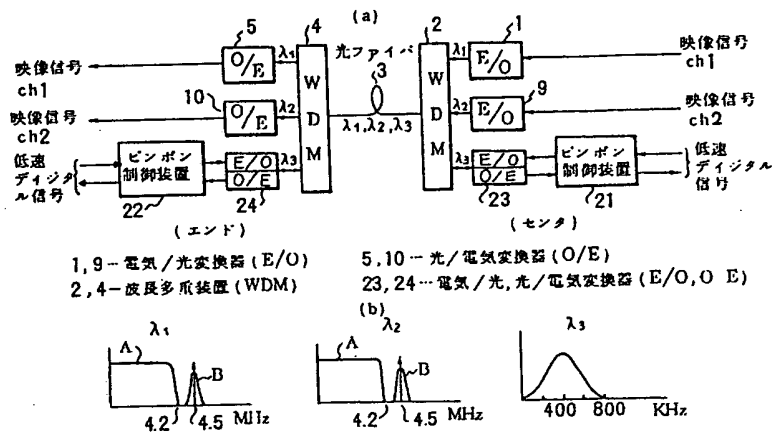 (a)
5
4
2
1
O/E
λ1
WDM
光ファイバ
3
WDM
λ1
E/O
映像信号
ch1
映像信号
ch1
10
O/E
λ2
λ1,λ2,λ3
λ2
E/O
9
映像信号
ch2
映像信号
ch2
低速
ディジタル信号
ピンポン
制御装置
22
E/O
O/E
24
λ3
λ3
E/O
O/E
23
ピンポン
制御装置
21
低速
ディジタル
信号
(エンド)
(センタ)
1,9-電気/光変換器(E/O)
5,10…光/電気変換器(O/E)
2,4-波長多重装置(WDM)
23,24…電気/光,光/電気変換器(E/O,O E)
(b)
λ1
A
B
4.2
4.5
MHz
λ2
A
B
4.2
4.5
MHz
λ3
400
800
KHz